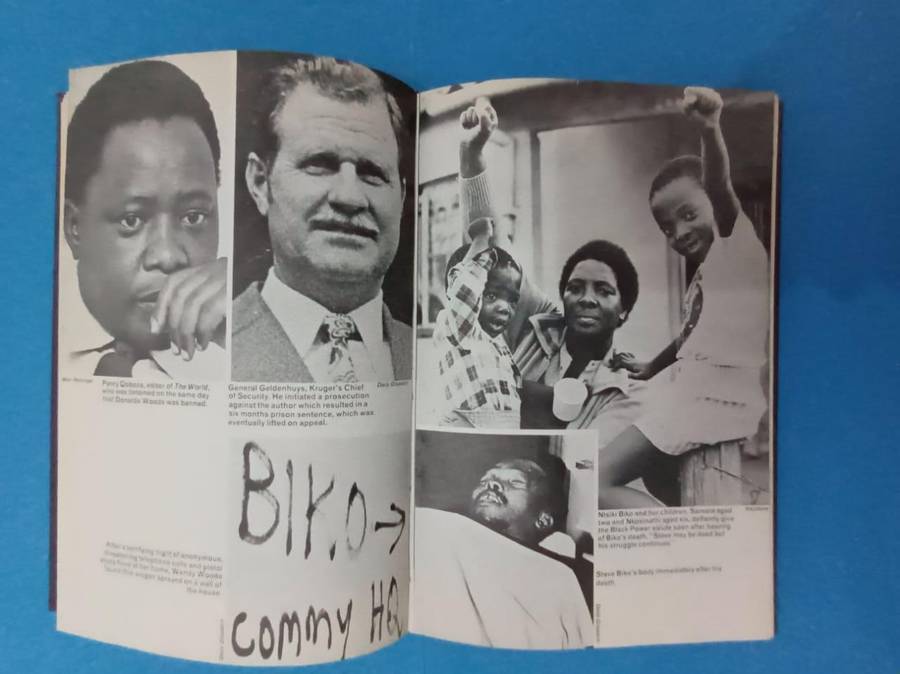 Percy Qoboza, editor of The World,
who was detained on the same day
that Donald Woods was banned.
General Geldenhuys, Kruger's Chief
of Security. He initiated a prosecution
against the author which resulted in a
six months prison sentence, which was
eventually lifted on appeal.
After a terrifying night of anonymous,
threatening telephone calls and pistol
shots fired at her home, Wendy Woods
found this slogan sprayed on a wall of
the house.
BIKO→
COMMY HQ
Ntsiki Biko and her children, Samora aged
two and Nkosinathi aged six, defiantly give
the Black Power salute soon after hearing
of Biko's death. "Steve may be dead but
his struggle continues.
Steve Biko's body immediately after his
death.